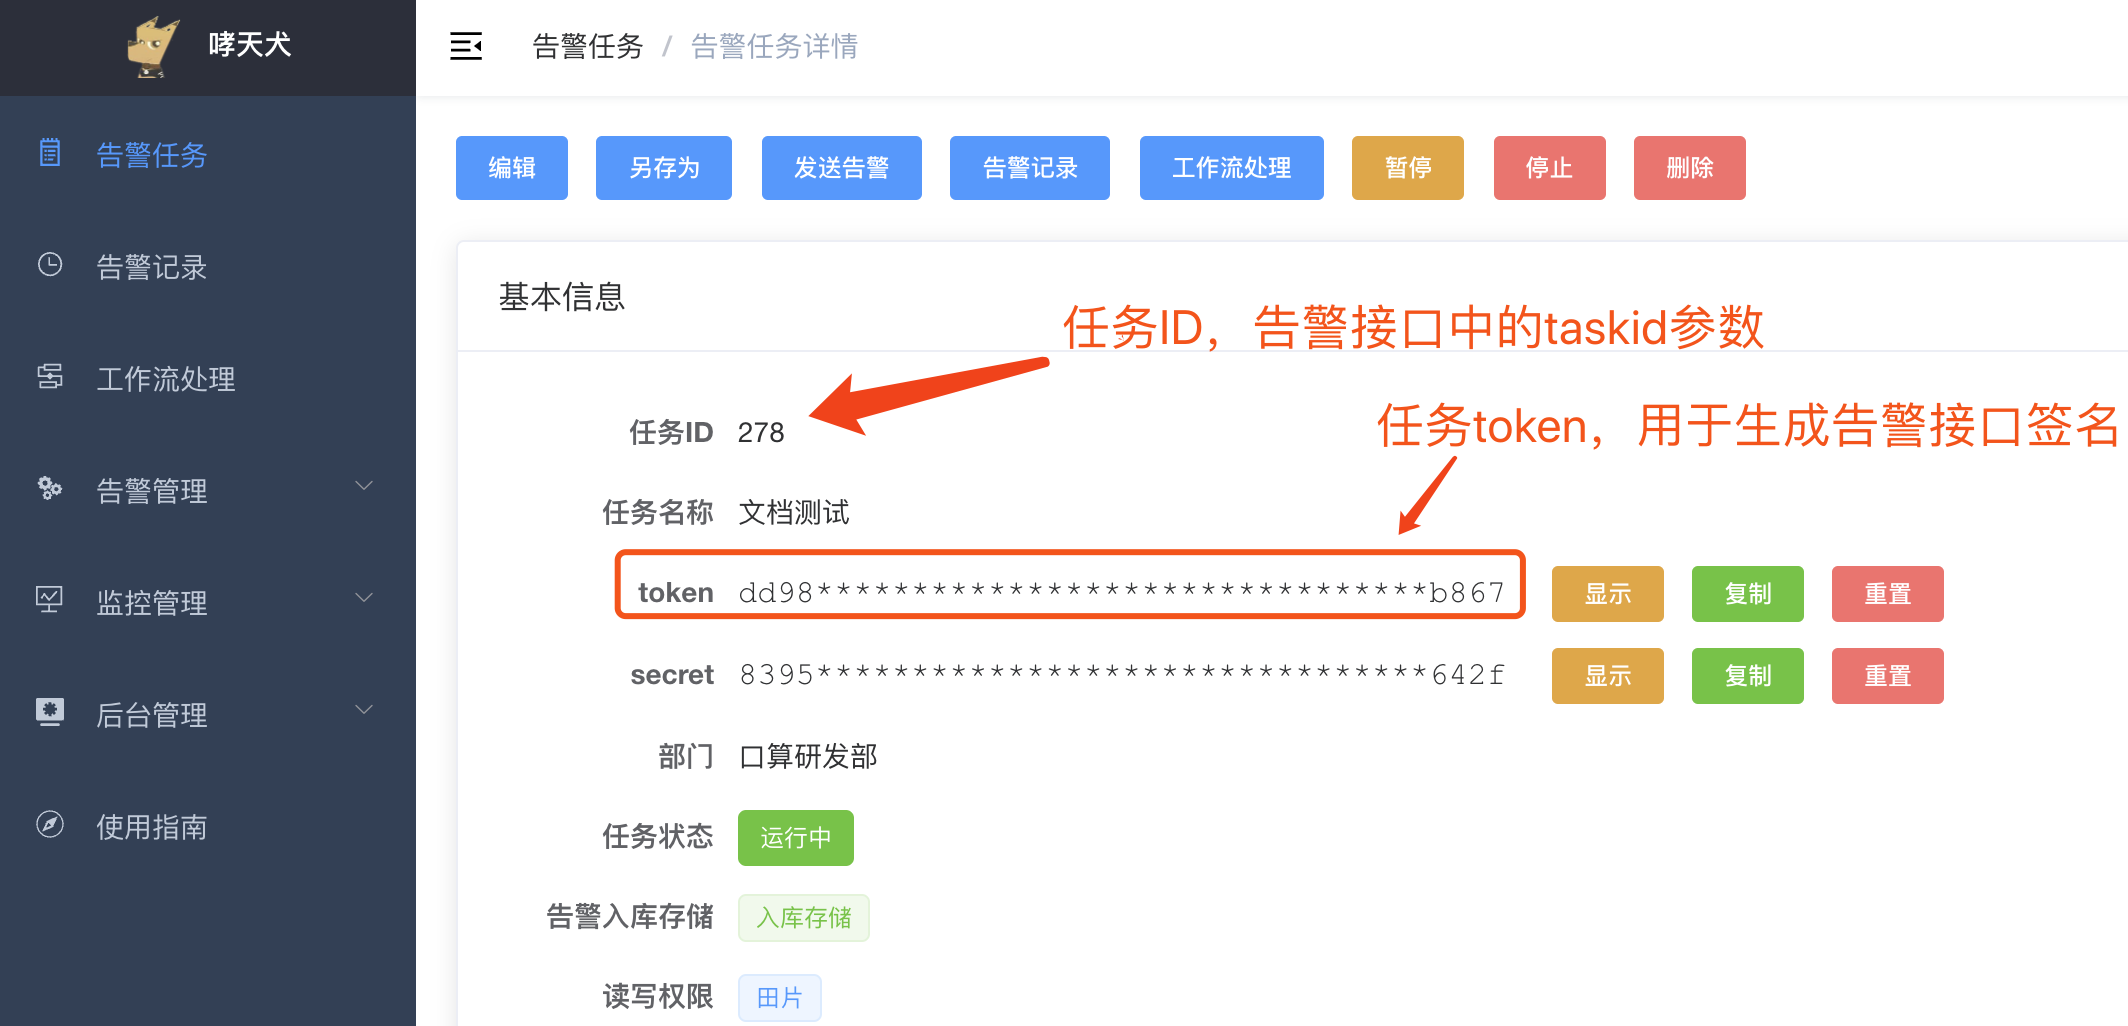 哮天犬
告警任务 / 告警任务详情
告警任务
告警记录
工作流处理
告警管理
监控管理
后台管理
使用指南
编辑 另存为 发送告警 告警记录 工作流处理 暂停 停止 删除
基本信息
任务ID，告警接口中的taskid参数
任务ID 278
任务token，用于生成告警接口签名
任务名称 文档测试
token dd98********************************b867 显示 复制 重置
secret 8395********************************642f 显示 复制 重置
部门 口算研发部
任务状态 运行中
告警入库存储 入库存储
读写权限 田片